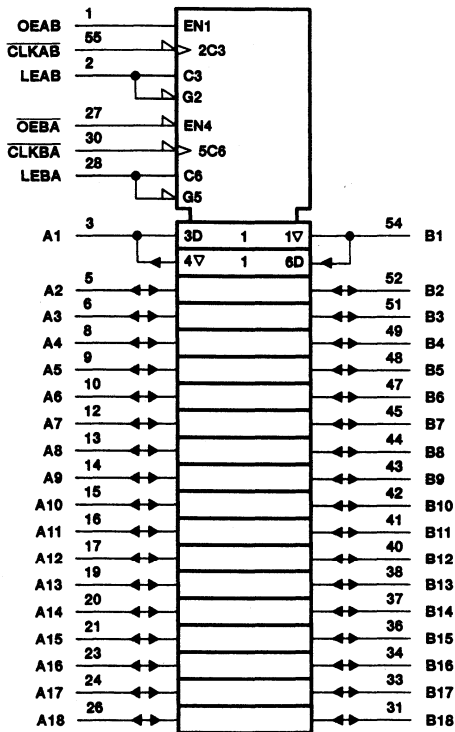 OEAB 1 EN1
CLKAB 55 2C3
LEAB 2 C3
G2
OEBA 27 EN4
CLKBA 30 5C6
LEBA 28 C6
G5
A1 3 3D 1 1▽ 54 B1
4▽ 1 6D
A2 5 52 B2
A3 6 51 B3
A4 8 49 B4
A5 9 48 B5
A6 10 47 B6
A7 12 45 B7
A8 13 44 B8
A9 14 43 B9
A10 15 42 B10
A11 16 41 B11
A12 17 40 B12
A13 19 38 B13
A14 20 37 B14
A15 21 36 B15
A16 23 34 B16
A17 24 33 B17
A18 26 31 B18